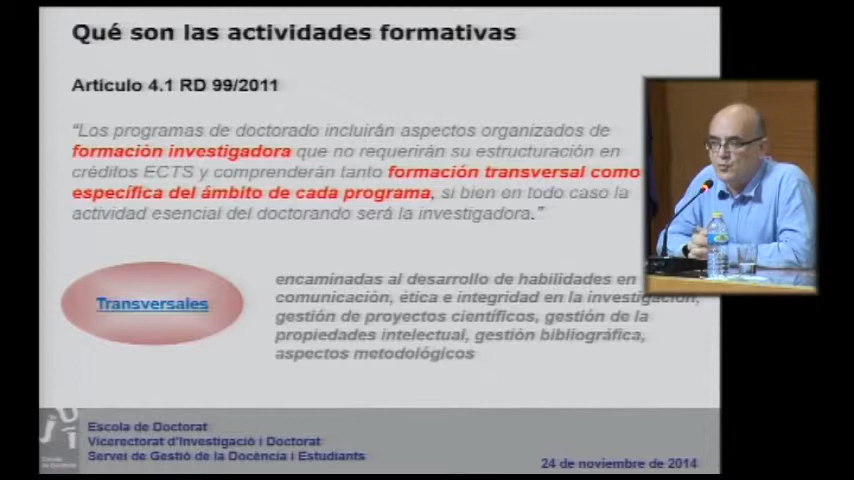 Qué son las actividades formativas
Artículo 4.1 RD 99/2011
"Los programas de doctorado incluirán aspectos organizados de
formación investigadora que no requerirán su estructuración en
créditos ECTS y comprenderán tanto formación transversal como
específica del ámbito de cada programa, si bien en todo caso la
actividad esencial del doctorando será la investigadora."
Transversales
encaminadas al desarrollo de habilidades en
comunicación, ética e integridad en la investigación,
gestión de proyectos científicos, gestión de la
propiedades intelectual, gestión bibliográfica,
aspectos metodológicos
Escola de Doctorat
Vicerectorat d'Investigació i Doctorat
Servei de Gestió de la Docència i Estudiants
24 de noviembre de 2014